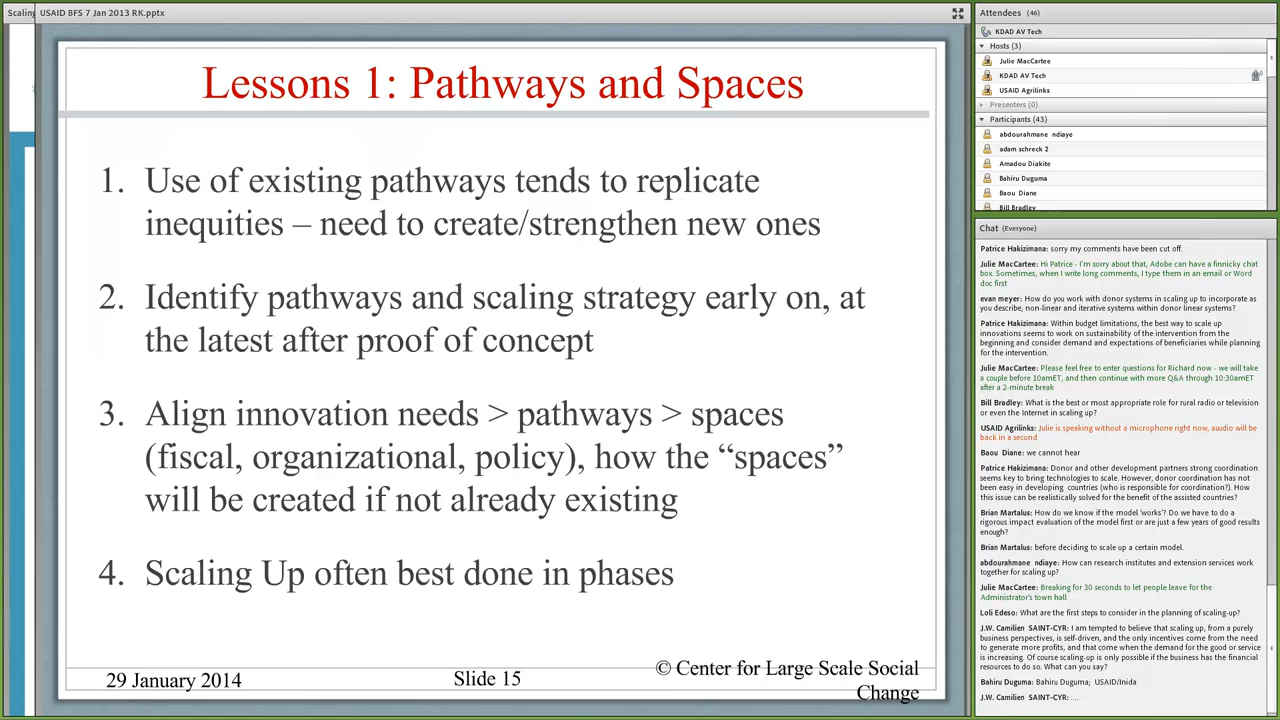 Scaling
USAID BFS 7 Jan 2013 RK.pptx
Lessons 1: Pathways and Spaces
1. Use of existing pathways tends to replicate
inequities – need to create/strengthen new ones
2. Identify pathways and scaling strategy early on, at
the latest after proof of concept
3. Align innovation needs > pathways > spaces
(fiscal, organizational, policy), how the “spaces”
will be created if not already existing
4. Scaling Up often best done in phases
29 January 2014
Slide 15
© Center for Large Scale Social
Change
Attendees (46)
KDAD AV Tech
Hosts (3)
Julie MacCartee
KDAD AV Tech
USAID Agrilinks
Presenters (0)
Participants (43)
abdourahmane ndiaye
adam schreck 2
Amadou Diakite
Bahiru Duguma
Baou Diane
Bill Bradley
Chat (Everyone)
Patrice Hakizimana: sorry my comments have been cut off.
Julie MacCartee: Hi Patrice - I'm sorry about that, Adobe can have a finnicky chat
box. Sometimes, when I write long comments, I type them in an email or Word
doc first
evan meyer: How do you work with donor systems in scaling up to incorporate as
you describe, non-linear and iterative systems within donor linear systems?
Patrice Hakizimana: Within budget limitations, the best way to scale up
innovations seems to work on sustainability of the intervention from the
beginning and consider demand and expectations of beneficiaries while planning
for the intervention.
Julie MacCartee: Please feel free to enter questions for Richard now - we will take
a couple before 10amET, and then continue with more Q&A through 10:30amET
after a 2-minute break
Bill Bradley: What is the best or most appropriate role for rural radio or television
or even the Internet in scaling up?
USAID Agrilinks: Julie is speaking without a microphone right now, auudio will be
back in a second
Baou Diane: we cannot hear
Patrice Hakizimana: Donor and other development partners strong coordination
seems key to bring technologies to scale. However, donor coordination has not
been easy in developing countries (who is responsible for coordination?). How
this issue can be realistically solved for the benefit of the assisted countries?
Brian Martalus: How do we know if the model 'works'? Do we have to do a
rigorous impact evaluation of the model first or are just a few years of good results
enough?
Brian Martalus: before deciding to scale up a certain model.
abdourahmane ndiaye: How can research institutes and extension services work
together for scaling up?
Julie MacCartee: Breaking for 30 seconds to let people leave for the
Administrator's town hall
Loli Edeso: What are the first steps to consider in the planning of scaling-up?
J.W. Camilien SAINT-CYR: I am tempted to believe that scaling up, from a purely
business perspectives, is self-driven, and the only incentives come from the need
to generate more profits, and that come when the demand for the good or service
is increasing. Of course scaling-up is only possible if the business has the financial
resources to do so. What can you say?
Bahiru Duguma: Bahiru Duguma; USAID/Inida
J.W. Camilien SAINT-CYR: ....